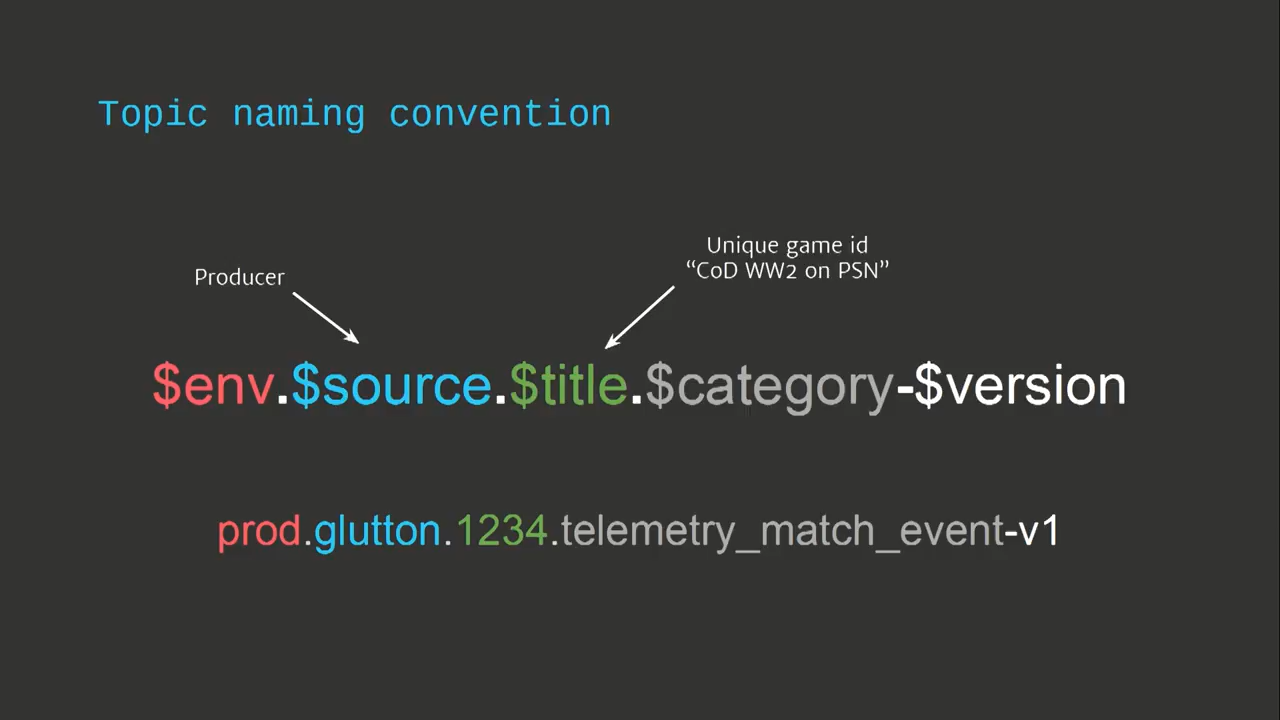 Topic naming convention
Unique game id
“CoD WW2 on PSN”
Producer
$env.$source.$title.$category-$version
prod.glutton.1234.telemetry_match_event-v1